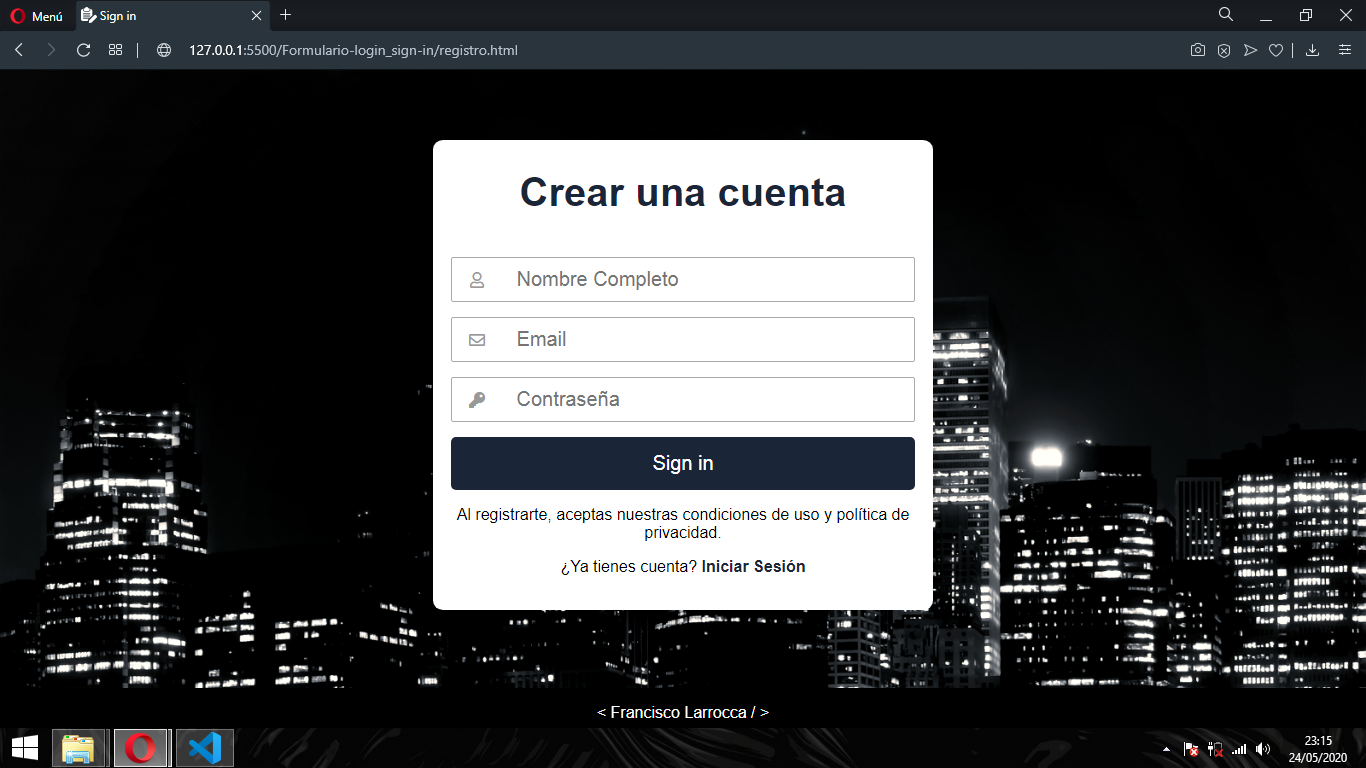 Menú
Sign in
127.0.0.1:5500/Formulario-login_sign-in/registro.html
Crear una cuenta
Nombre Completo
Email
Contraseña
Sign in
Al registrarte, aceptas nuestras condiciones de uso y política de
privacidad.
¿Ya tienes cuenta? Iniciar Sesión
< Francisco Larrocca / >
23:15
24/05/2020